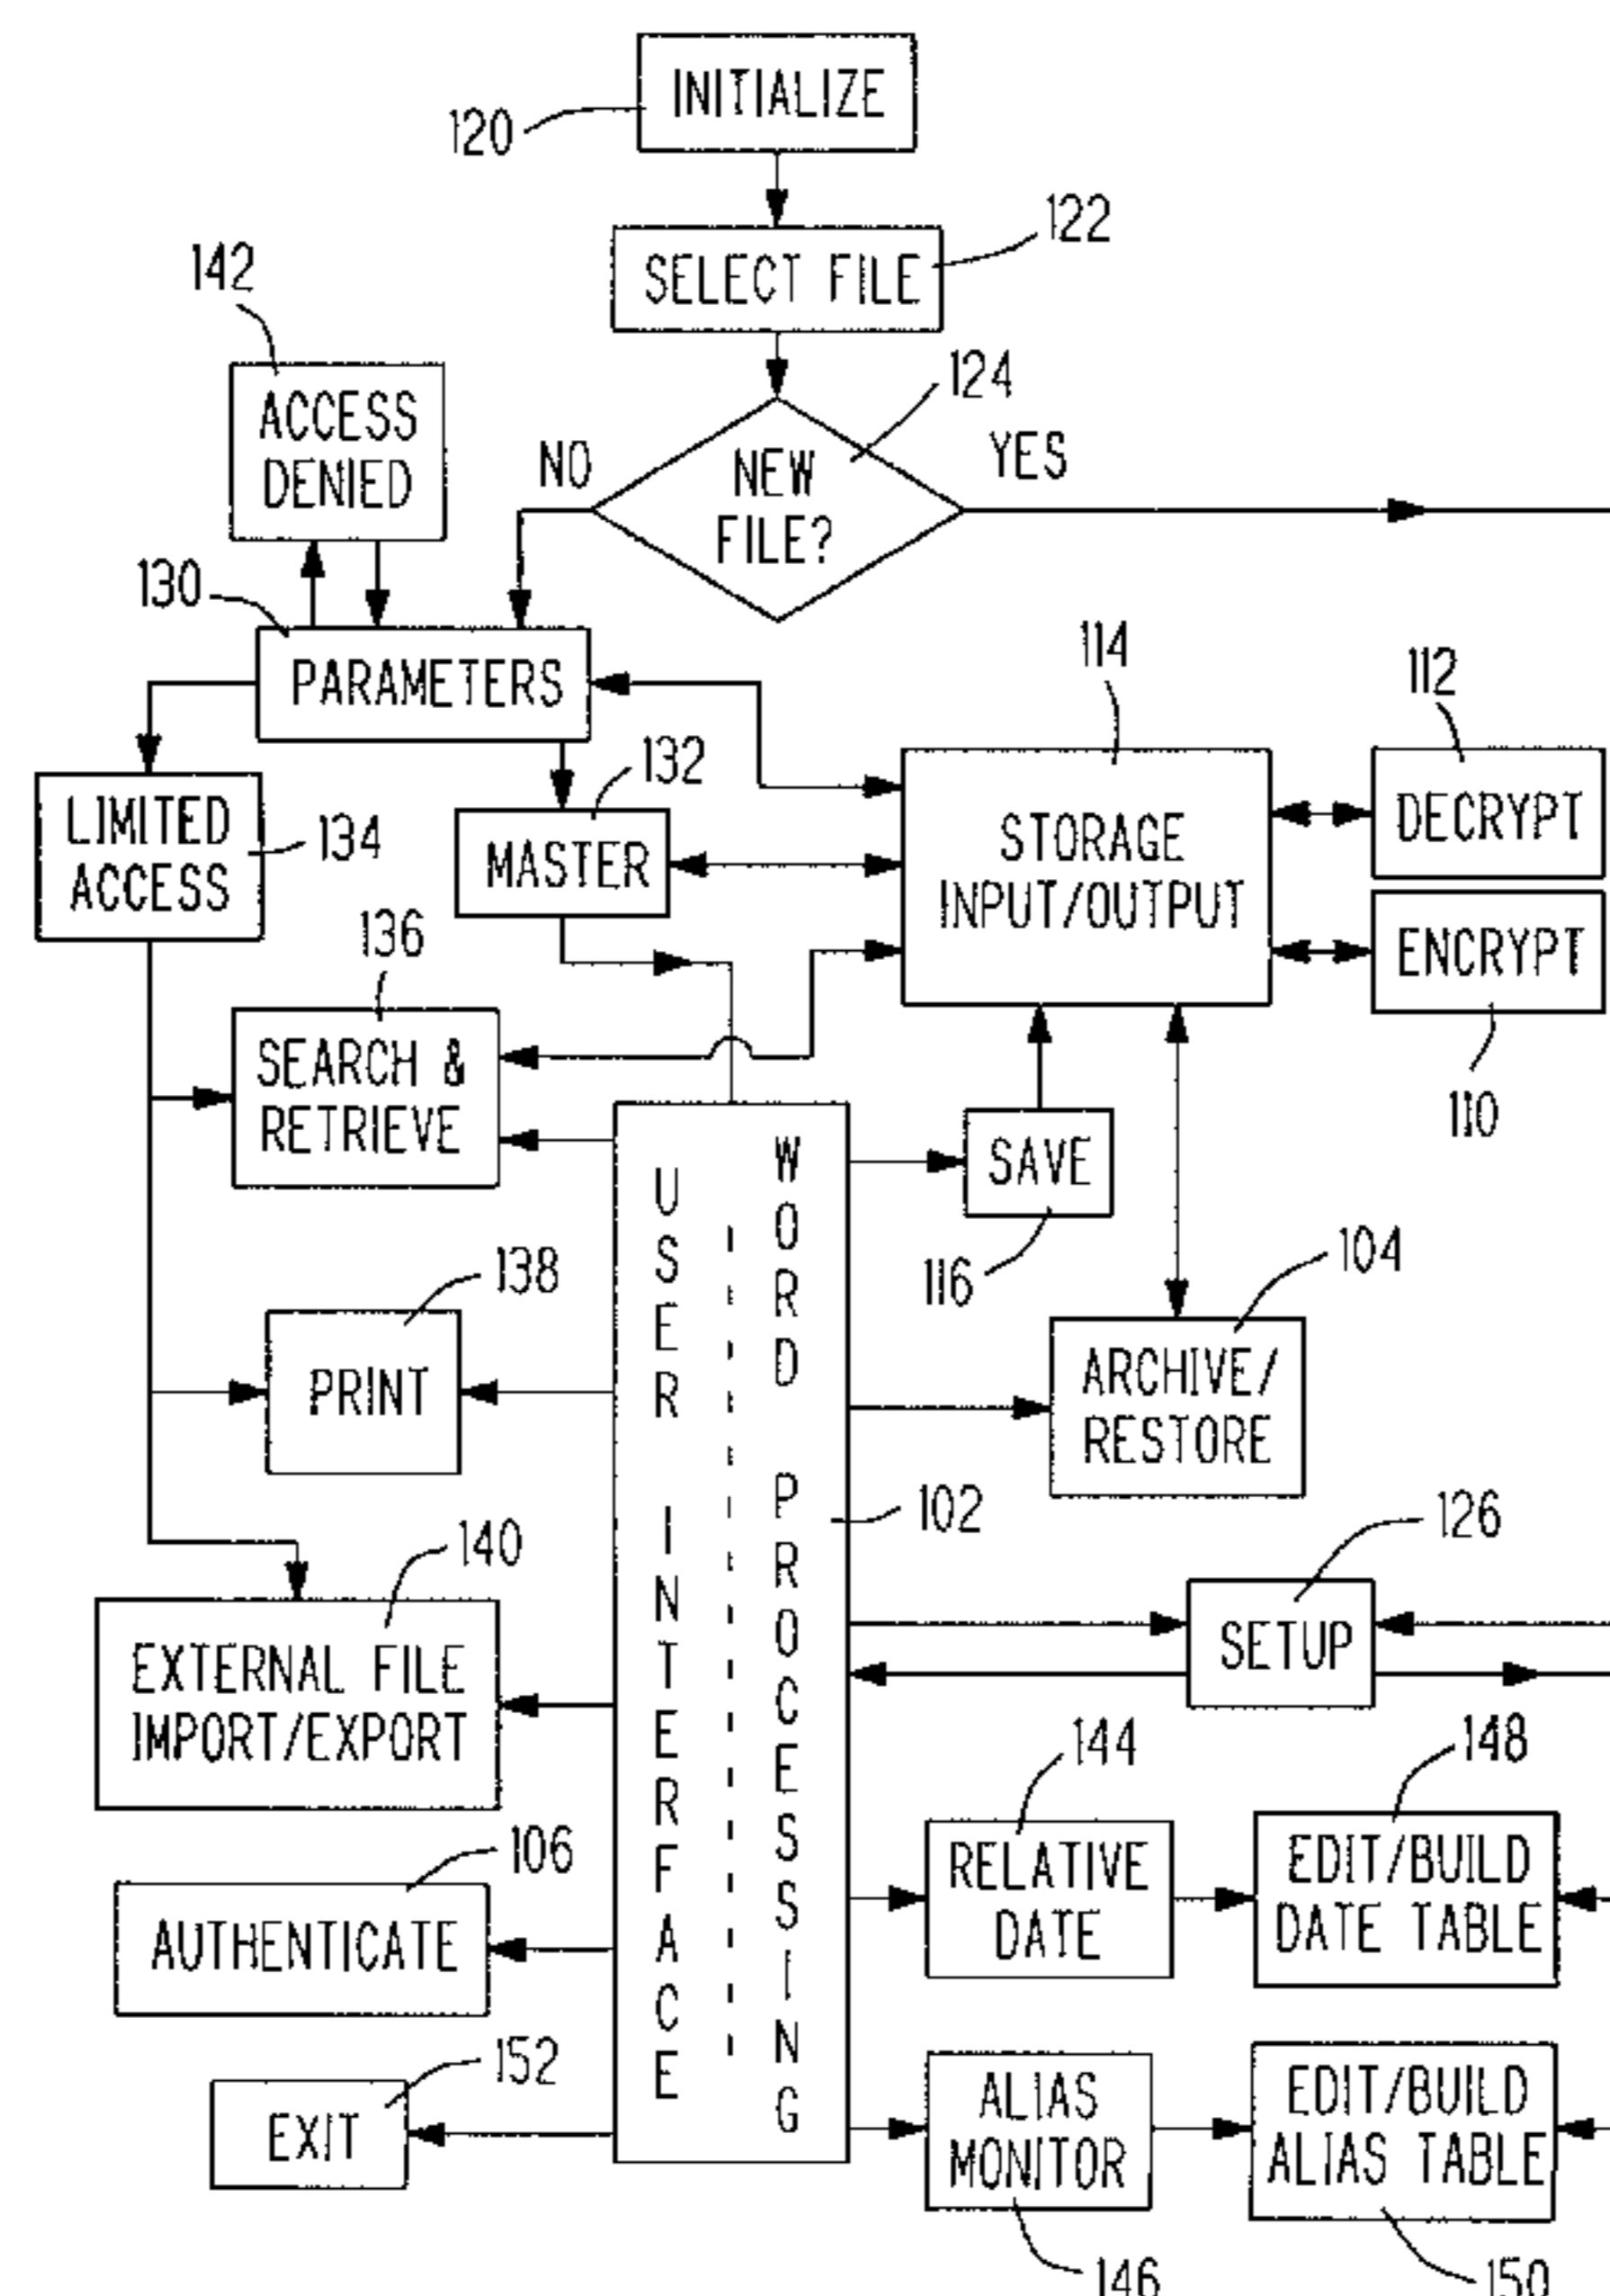 INITIALIZE
120
SELECT FILE
122
142
ACCESS
DENIED
124
NO
NEW
FILE?
YES
130
PARAMETERS
114
112
132
LIMITED
ACCESS
134
MASTER
STORAGE
INPUT/OUTPUT
DECRYPT
ENCRYPT
110
136
SEARCH &
RETRIEVE
SAVE
116
138
PRINT
104
ARCHIVE/
RESTORE
USER INTERFACE
WORD PROCESSING
102
126
SETUP
140
EXTERNAL FILE
IMPORT/EXPORT
144
148
RELATIVE
DATE
EDIT/BUILD
DATE TABLE
106
AUTHENTICATE
152
EXIT
ALIAS
MONITOR
EDIT/BUILD
ALIAS TABLE
146
150